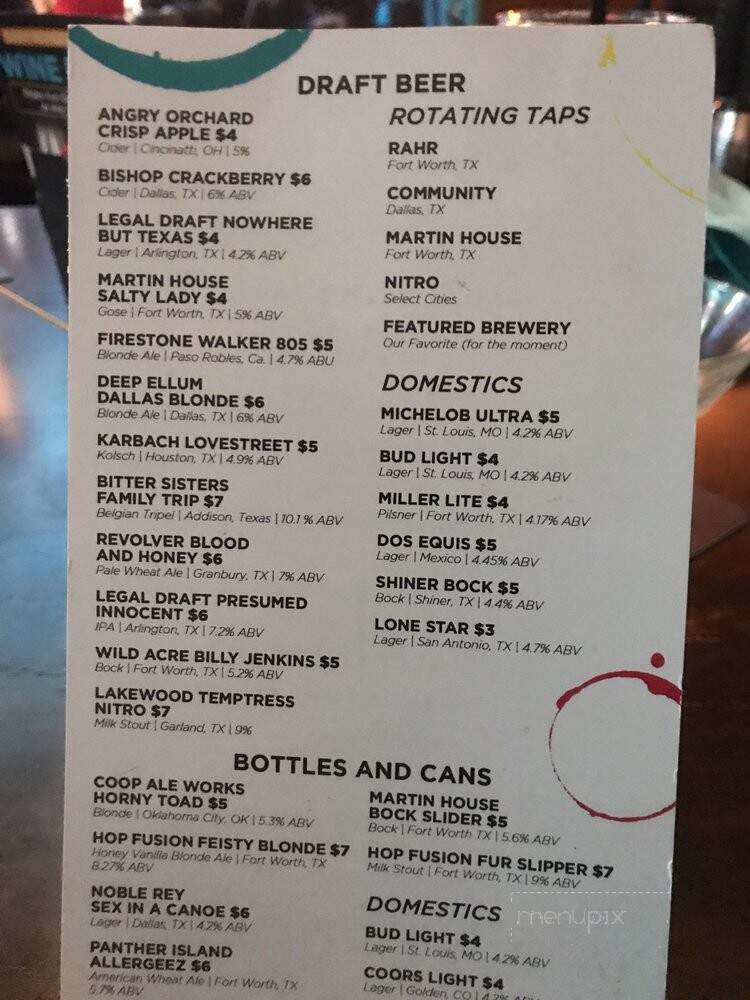 WINE
DRAFT BEER
ANGRY ORCHARD
CRISP APPLE $4
Cider | Cincinatti, OH | 5%
BISHOP CRACKBERRY $6
Cider | Dallas, TX | 6% ABV
LEGAL DRAFT NOWHERE
BUT TEXAS $4
Lager | Arlington, TX | 4.2% ABV
MARTIN HOUSE
SALTY LADY $4
Gose | Fort Worth, TX | 5% ABV
FIRESTONE WALKER 805 $5
Blonde Ale | Paso Robles, Ca. | 4.7% ABU
DEEP ELLUM
DALLAS BLONDE $6
Blonde Ale | Dallas, TX | 6% ABV
KARBACH LOVESTREET $5
Kolsch | Houston, TX | 4.9% ABV
BITTER SISTERS
FAMILY TRIP $7
Belgian Tripel | Addison, Texas | 10.1 % ABV
REVOLVER BLOOD
AND HONEY $6
Pale Wheat Ale | Granbury, TX | 7% ABV
LEGAL DRAFT PRESUMED
INNOCENT $6
IPA | Arlington, TX | 7.2% ABV
WILD ACRE BILLY JENKINS $5
Bock | Fort Worth, TX | 5.2% ABV
LAKEWOOD TEMPTRESS
NITRO $7
Milk Stout | Garland, TX | 9%
ROTATING TAPS
RAHR
Fort Worth, TX
COMMUNITY
Dallas, TX
MARTIN HOUSE
Fort Worth, TX
NITRO
Select Cities
FEATURED BREWERY
Our Favorite (for the moment)
DOMESTICS
MICHELOB ULTRA $5
Lager | St. Louis, MO | 4.2% ABV
BUD LIGHT $4
Lager | St. Louis, MO | 4.2% ABV
MILLER LITE $4
Pilsner | Fort Worth, TX | 4.17% ABV
DOS EQUIS $5
Lager | Mexico | 4.45% ABV
SHINER BOCK $5
Bock | Shiner, TX | 4.4% ABV
LONE STAR $3
Lager | San Antonio, TX | 4.7% ABV
BOTTLES AND CANS
COOP ALE WORKS
HORNY TOAD $5
Blonde | Oklahoma City, OK | 5.3% ABV
HOP FUSION FEISTY BLONDE $7
Honey Vanilla Blonde Ale | Fort Worth, TX
8.27% ABV
NOBLE REY
SEX IN A CANOE $6
Lager | Dallas, TX | 4.2% ABV
PANTHER ISLAND
ALLERGEEZ $6
American Wheat Ale | Fort Worth, TX
5.7% ABV
MARTIN HOUSE
BOCK SLIDER $5
Bock | Fort Worth TX | 5.6% ABV
HOP FUSION FUR SLIPPER $7
Milk Stout | Fort Worth, TX | 9% ABV
DOMESTICS
BUD LIGHT $4
Lager | St. Louis, MO | 4.2% ABV
COORS LIGHT $4
Lager | Golden, CO | 4.2% ABV
menupix